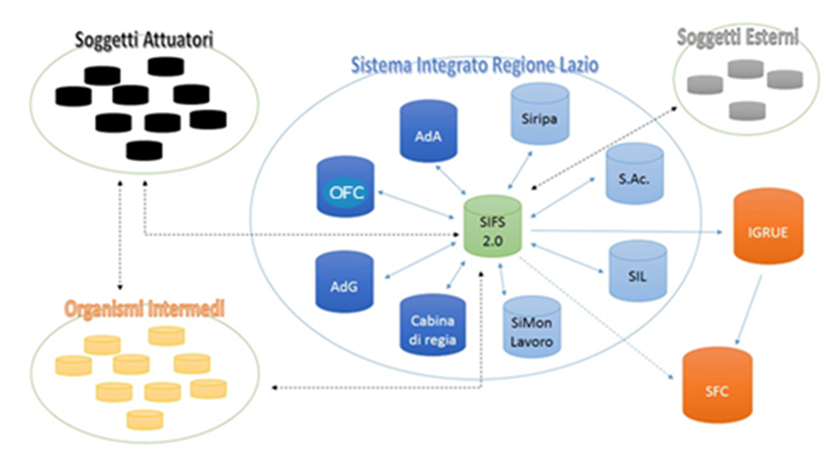 Soggetti Attuatori
Soggetti Esterni
Sistema Integrato Regione Lazio
AdA
Siripa
OFC
S.Ac.
SIFS
2.0
IGRUE
AdG
SIL
Organismi Intermedi
Cabina
di regia
SiMon
Lavoro
SFC